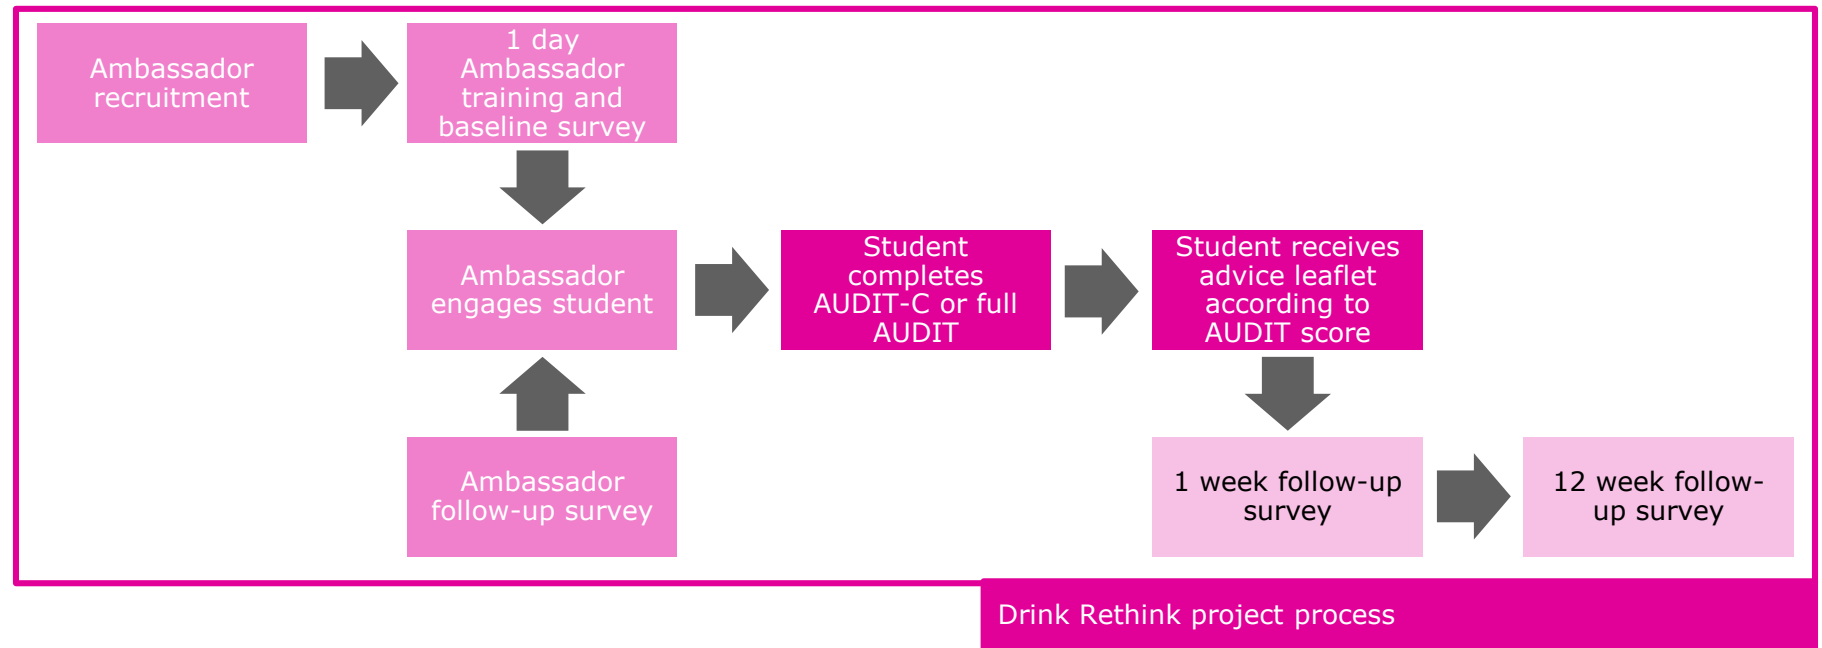 Ambassador
recruitment
1 day
Ambassador
training and
baseline survey
Ambassador
engages student
Student
completes
AUDIT-C or full
AUDIT
Student receives
advice leaflet
according to
AUDIT score
Ambassador
follow-up survey
1 week follow-up
survey
12 week follow-
up survey
Drink Rethink project process